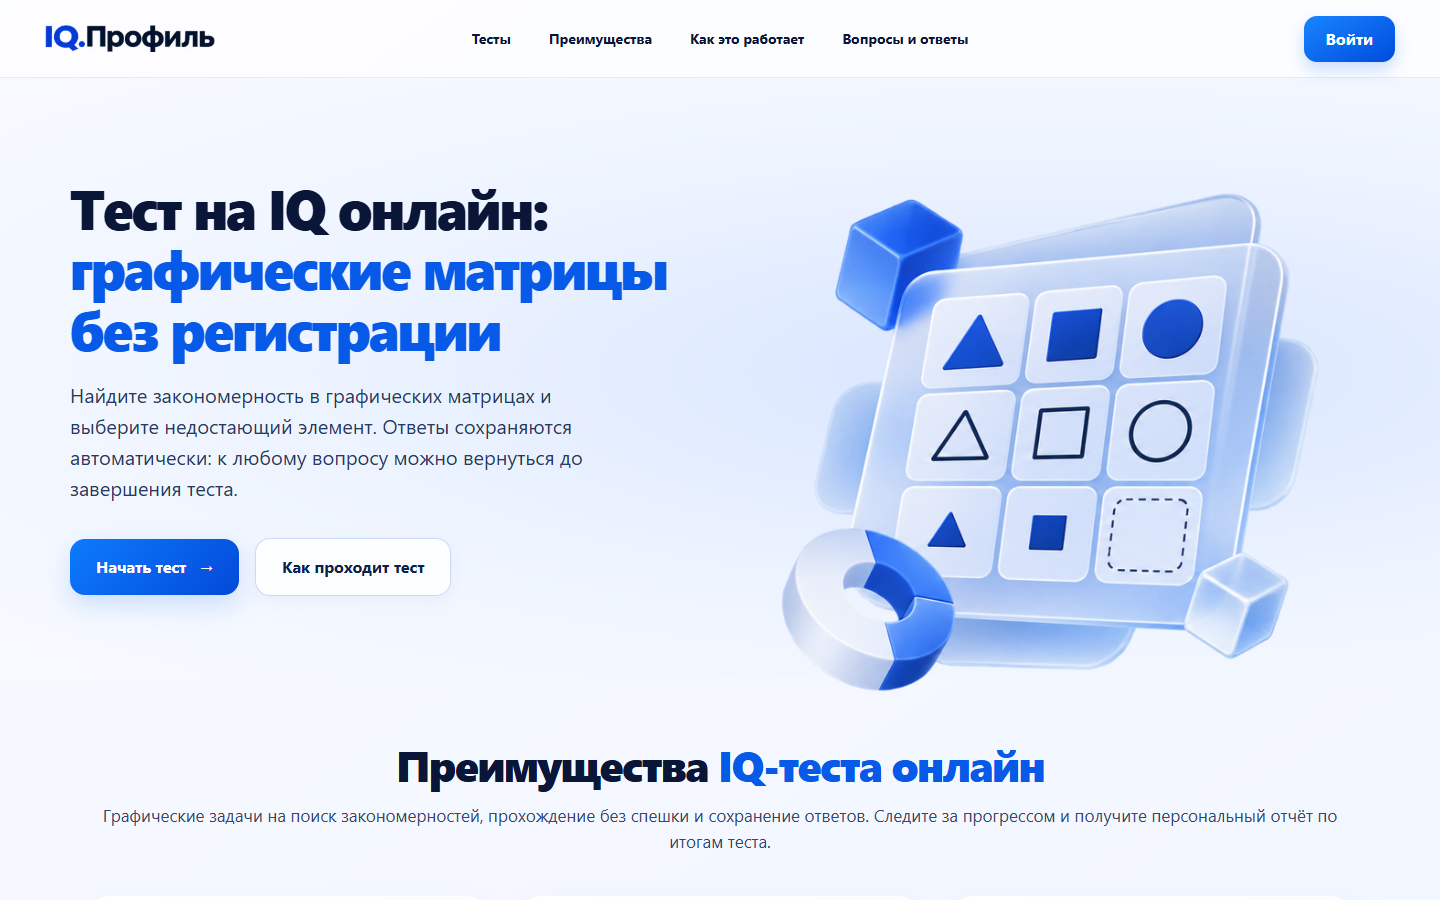 IQ.Профиль
Тесты
Преимущества
Как это работает
Вопросы и ответы
Войти
Тест на IQ онлайн:
графические матрицы
без регистрации
Найдите закономерность в графических матрицах и
выберите недостающий элемент. Ответы сохраняются
автоматически: к любому вопросу можно вернуться до
завершения теста.
Начать тест →
Как проходит тест
Преимущества IQ-теста онлайн
Графические задачи на поиск закономерностей, прохождение без спешки и сохранение ответов. Следите за прогрессом и получите персональный отчёт по
итогам теста.